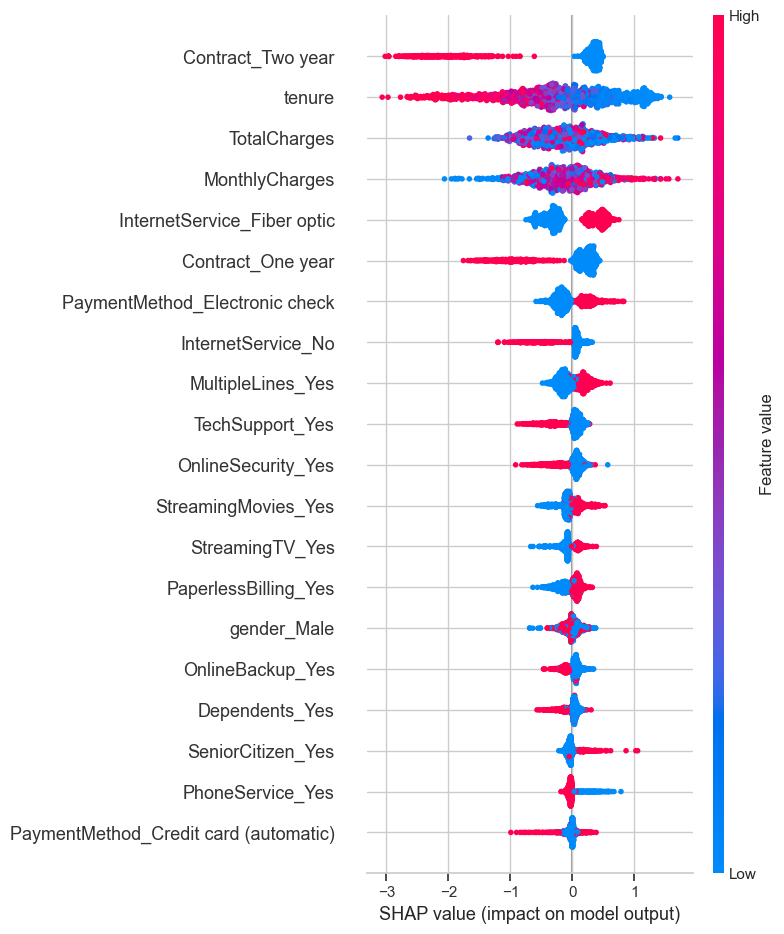 High
Contract_Two year
tenure
TotalCharges
MonthlyCharges
InternetService_Fiber optic
Contract_One year
PaymentMethod_Electronic check
InternetService_No
MultipleLines_Yes
TechSupport_Yes
OnlineSecurity_Yes
StreamingMovies_Yes
StreamingTV_Yes
PaperlessBilling_Yes
gender_Male
OnlineBackup_Yes
Dependents_Yes
SeniorCitizen_Yes
PhoneService_Yes
PaymentMethod_Credit card (automatic)
Feature value
Low
−3 −2 −1 0 1
SHAP value (impact on model output)